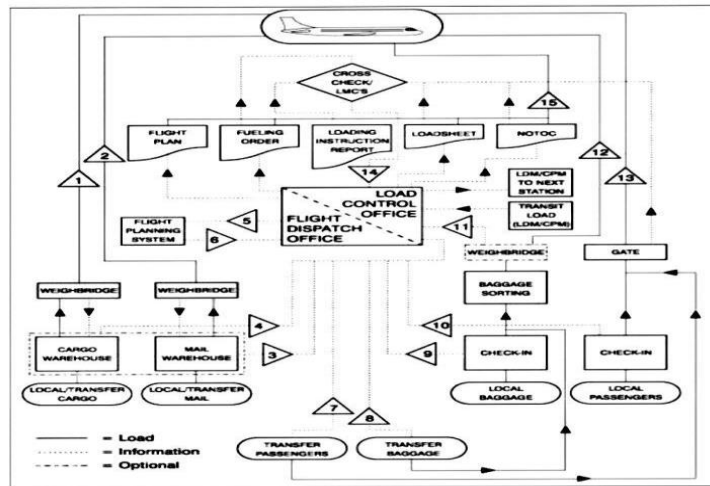 CROSS
CHECK/
LMC'S
15
FLIGHT
PLAN
FUELING
ORDER
LOADING
INSTRUCTION
REPORT
LOADSHEET
NOTOC
2
12
1
14
13
LOAD
CONTROL
OFFICE
FLIGHT
DISPATCH
OFFICE
LDM/CPM
TO NEXT
STATION
TRANSIT
LOAD
(LDM/CPM)
FLIGHT
PLANNING
SYSTEM
5
6
11
WEIGHBRIDGE
GATE
WEIGHBRIDGE
WEIGHBRIDGE
BAGGAGE
SORTING
4
10
CARGO
WAREHOUSE
MAIL
WAREHOUSE
3
9
CHECK-IN
CHECK-IN
LOCAL/TRANSFER
CARGO
LOCAL/TRANSFER
MAIL
LOCAL
BAGGAGE
LOCAL
PASSENGERS
7
8
= Load
= Information
= Optional
TRANSFER
PASSENGERS
TRANSFER
BAGGAGE